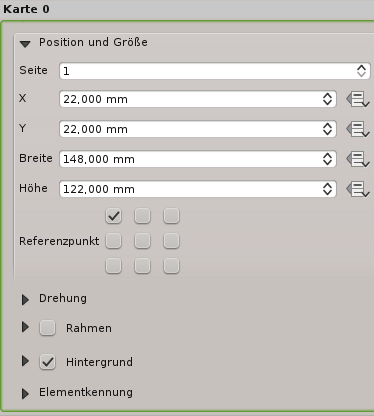 Karte 0
Position und Größe
Seite 1
X 22,000 mm
Y 22,000 mm
Breite 148,000 mm
Höhe 122,000 mm
Referenzpunkt
Drehung
Rahmen
Hintergrund
Elementkennung